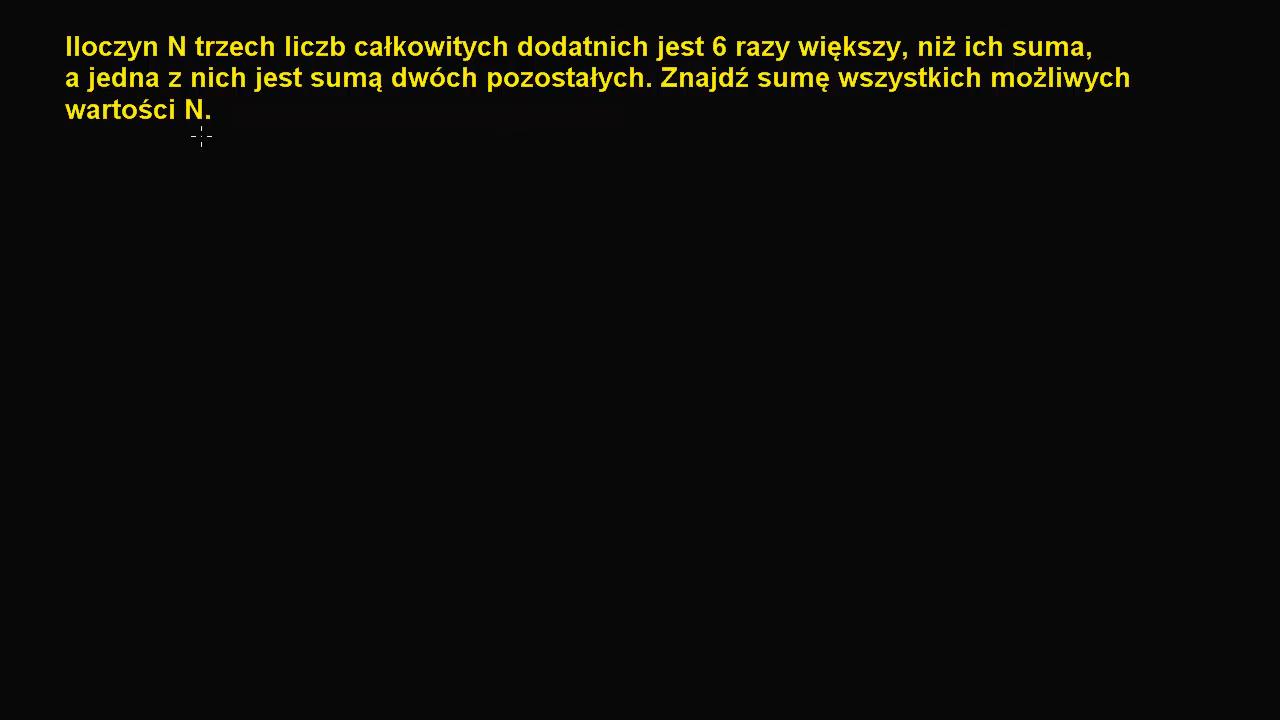 Iloczyn N trzech liczb całkowitych dodatnich jest 6 razy większy, niż ich suma,
a jedna z nich jest sumą dwóch pozostałych. Znajdź sumę wszystkich możliwych
wartości N.